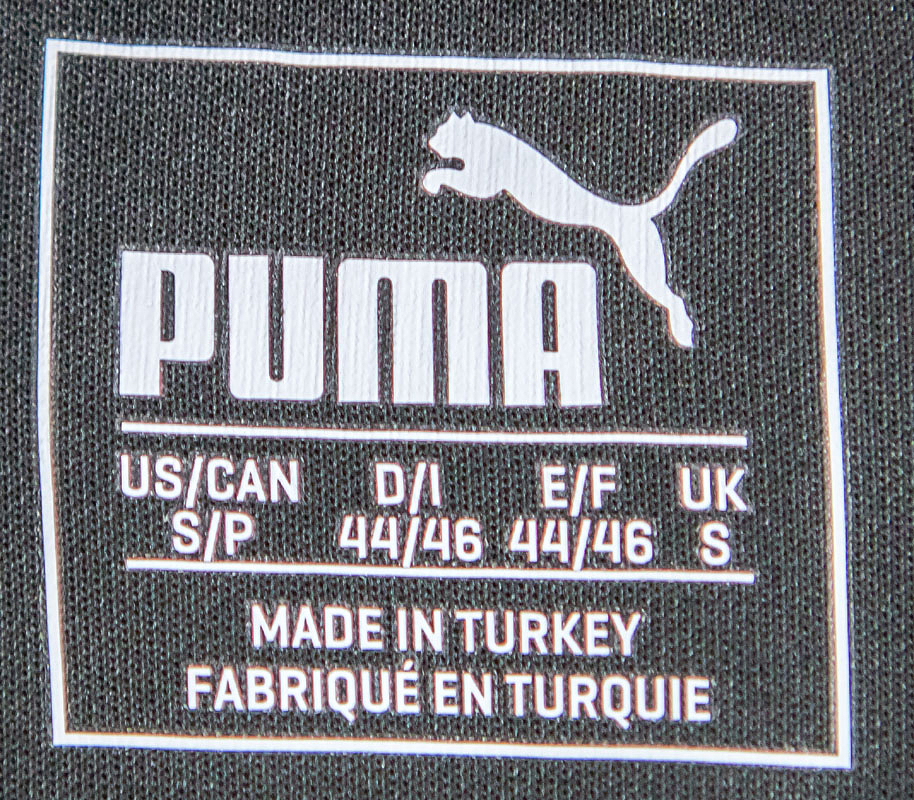 PUMA
US/CAN D/I E/F UK
S/P 44/46 44/46 S
MADE IN TURKEY
FABRIQUÉ EN TURQUIE